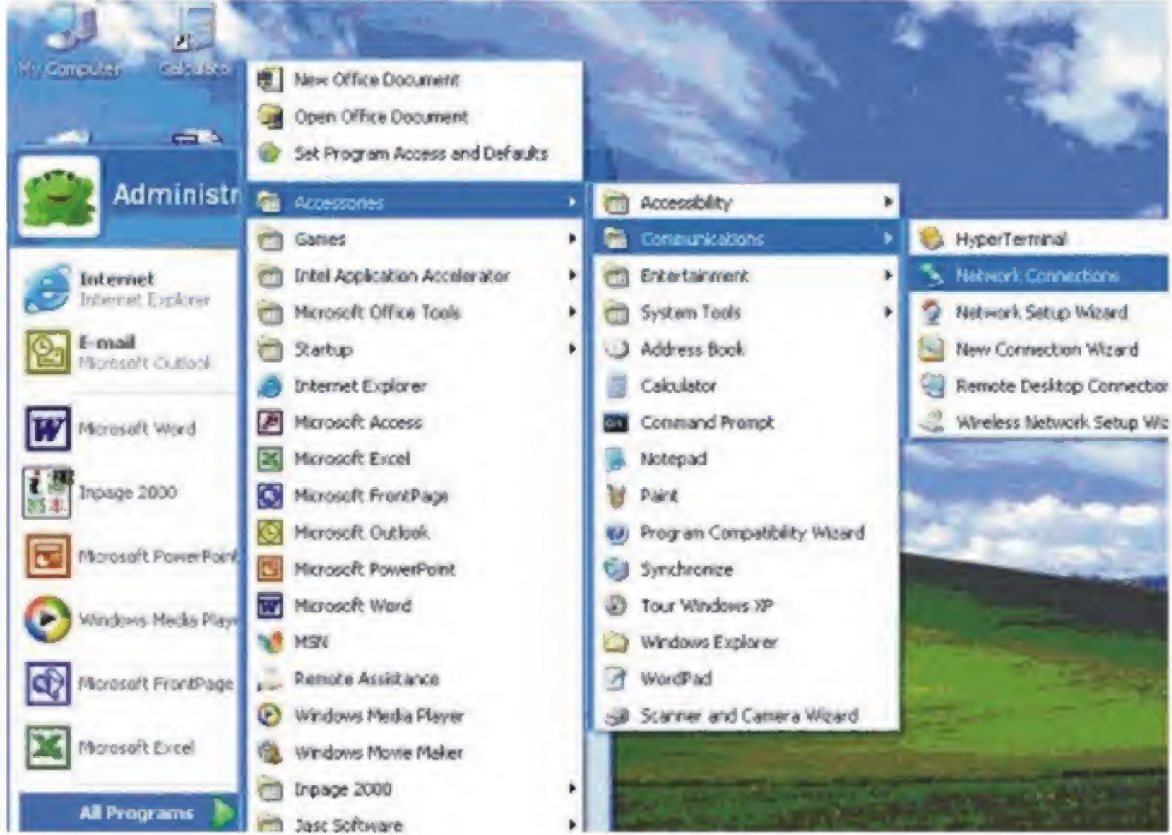 My Computer
Calculator
Administr
Internet
Internet Explorer
E-mail
Microsoft Outlook
Microsoft Word
Inpage 2000
Microsoft PowerPoint
Windows Media Playe
Microsoft FrontPage
Microsoft Excel
All Programs
New Office Document
Open Office Document
Set Program Access and Defaults
Accessories
Games
Intel Application Accelerator
Microsoft Office Tools
Startup
Internet Explorer
Microsoft Access
Microsoft Excel
Microsoft FrontPage
Microsoft Outlook
Microsoft PowerPoint
Microsoft Word
MSN
Remote Assistance
Windows Media Player
Windows Movie Maker
Inpage 2000
Jasc Software
Accessibility
Communications
Entertainment
System Tools
Address Book
Calculator
Command Prompt
Notepad
Paint
Program Compatibility Wizard
Synchronize
Tour Windows XP
Windows Explorer
WordPad
Scanner and Camera Wizard
HyperTerminal
Network Connections
Network Setup Wizard
New Connection Wizard
Remote Desktop Connection
Wireless Network Setup Wiz